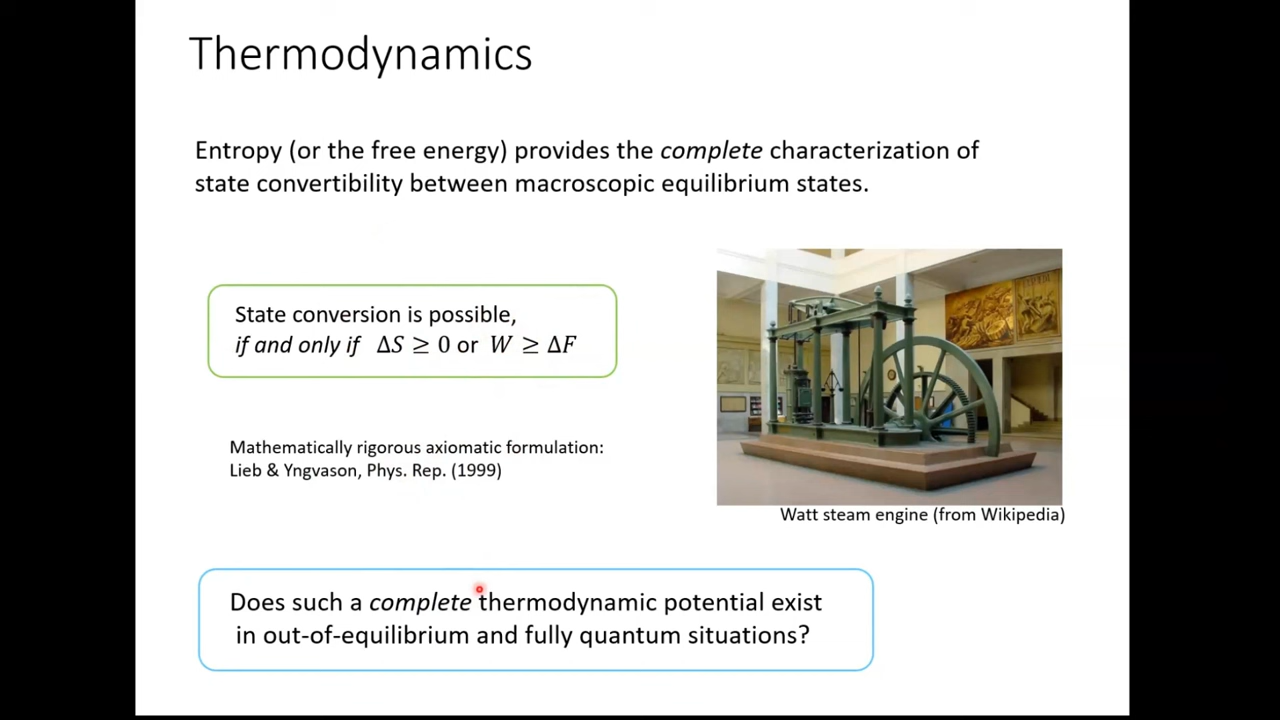 Thermodynamics
Entropy (or the free energy) provides the complete characterization of
state convertibility between macroscopic equilibrium states.
State conversion is possible,
if and only if ΔS ≥ 0 or W ≥ ΔF
Mathematically rigorous axiomatic formulation:
Lieb & Yngvason, Phys. Rep. (1999)
Watt steam engine (from Wikipedia)
Does such a complete thermodynamic potential exist
in out-of-equilibrium and fully quantum situations?